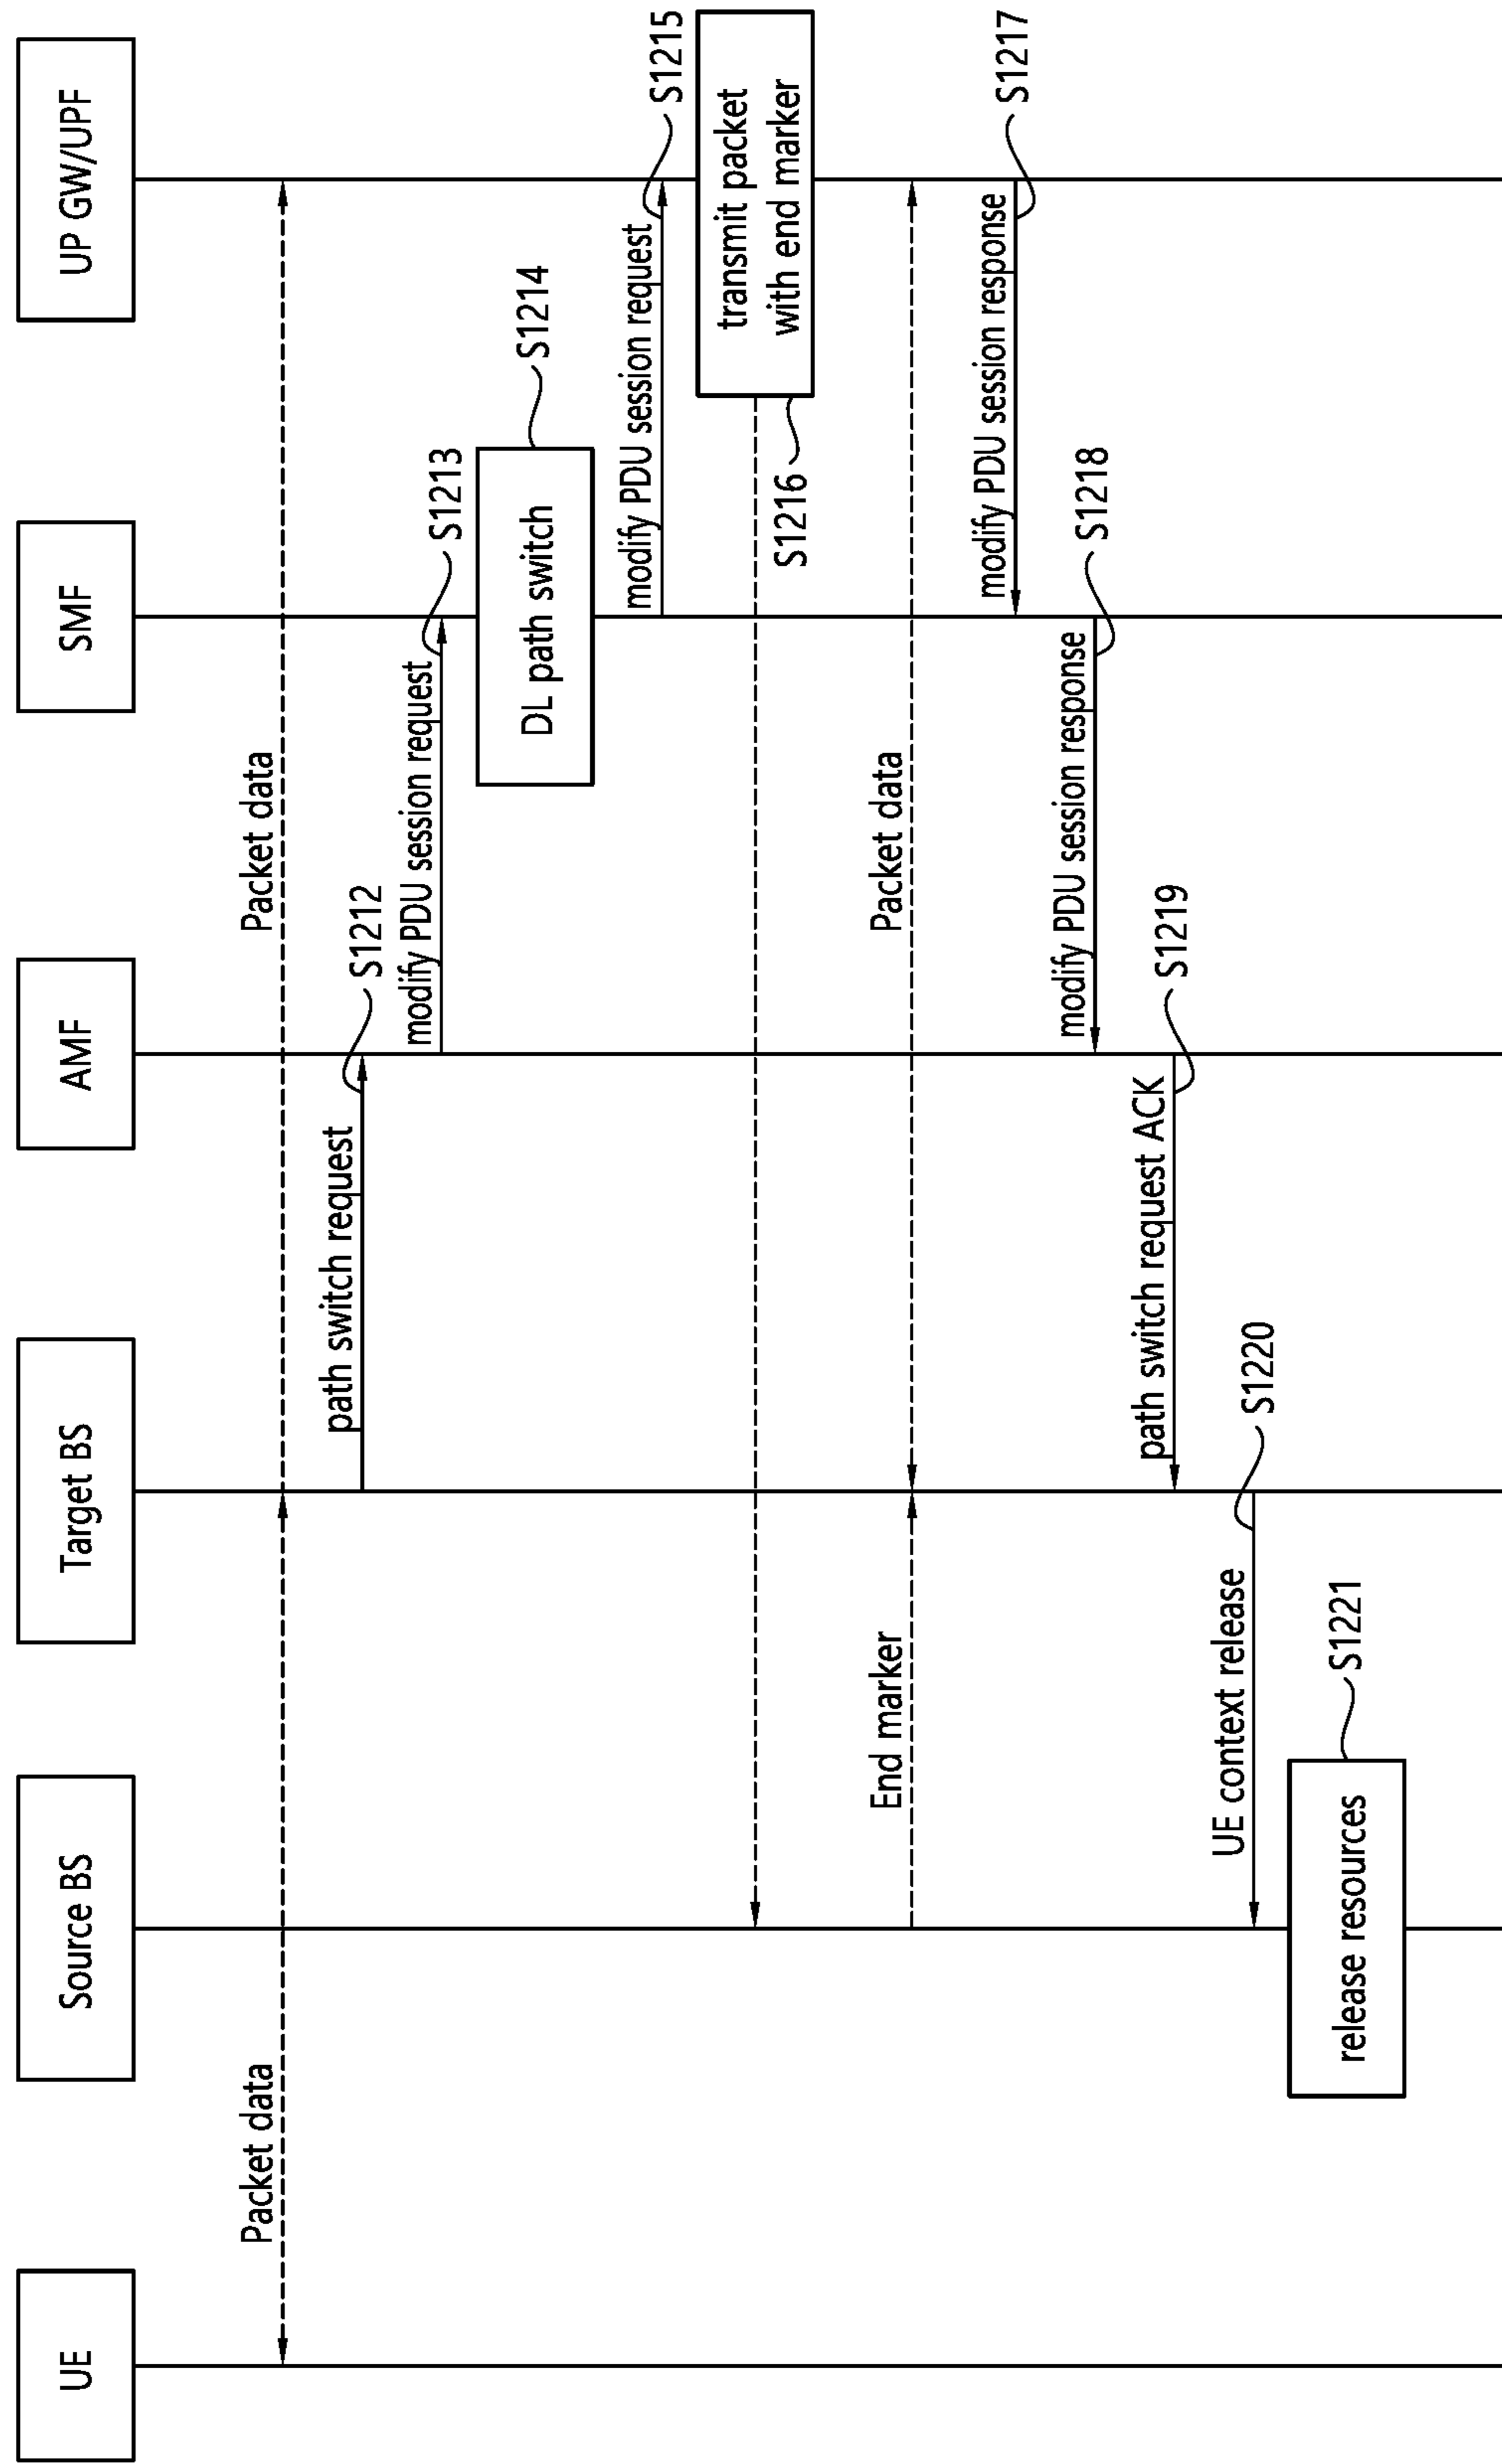 UE
Source BS
Target BS
AMF
SMF
UP GW/UPF
Packet data
Packet data
path switch request
S1212
modify PDU session request
S1213
DL path switch
S1214
modify PDU session request
S1215
transmit packet
with end marker
S1216
End marker
Packet data
modify PDU session response
S1217
modify PDU session response
S1218
path switch request ACK
S1219
UE context release
S1220
release resources
S1221